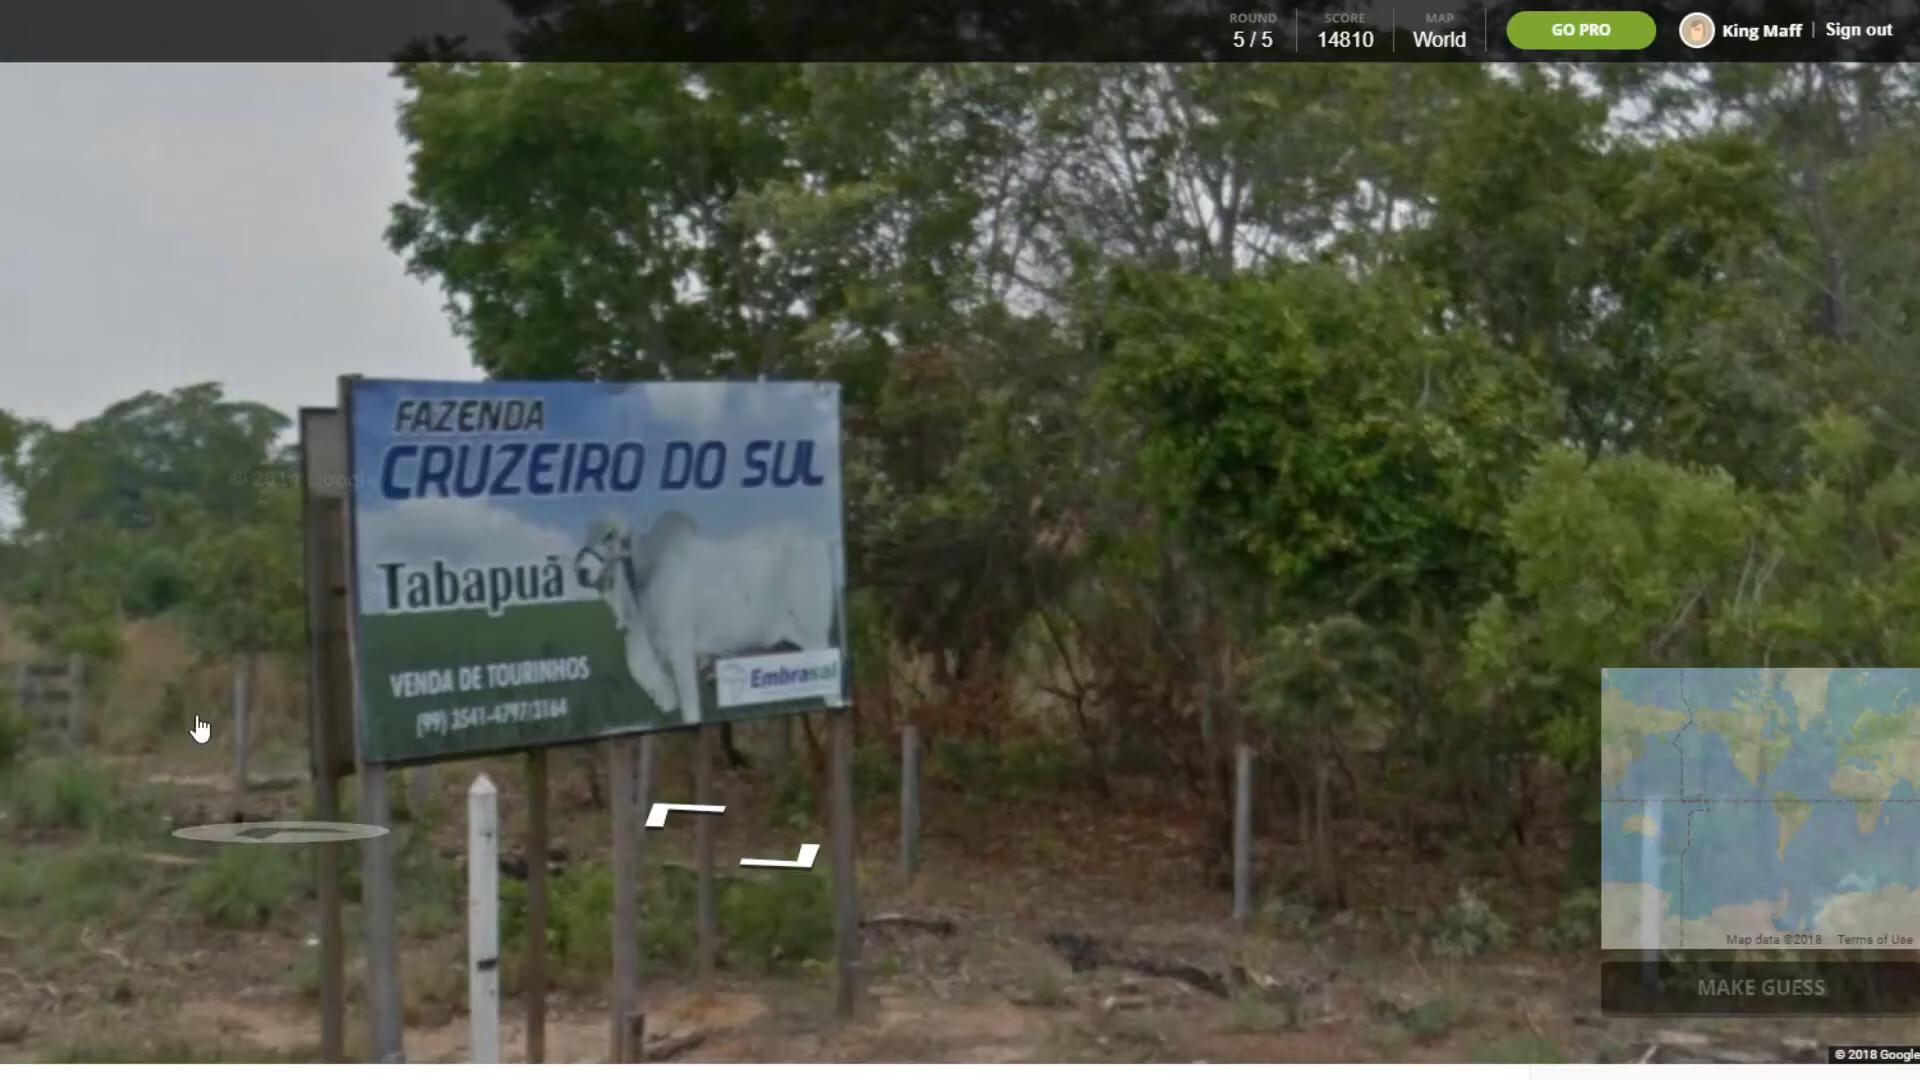 ROUND
5 / 5
SCORE
14810
MAP
World
GO PRO
King Maff
Sign out
FAZENDA
CRUZEIRO DO SUL
Tabapuã
VENDA DE TOURINHOS
(99) 3541-4797/3164
Embrasal
Map data ©2018 Terms of Use
MAKE GUESS
© 2018 Google